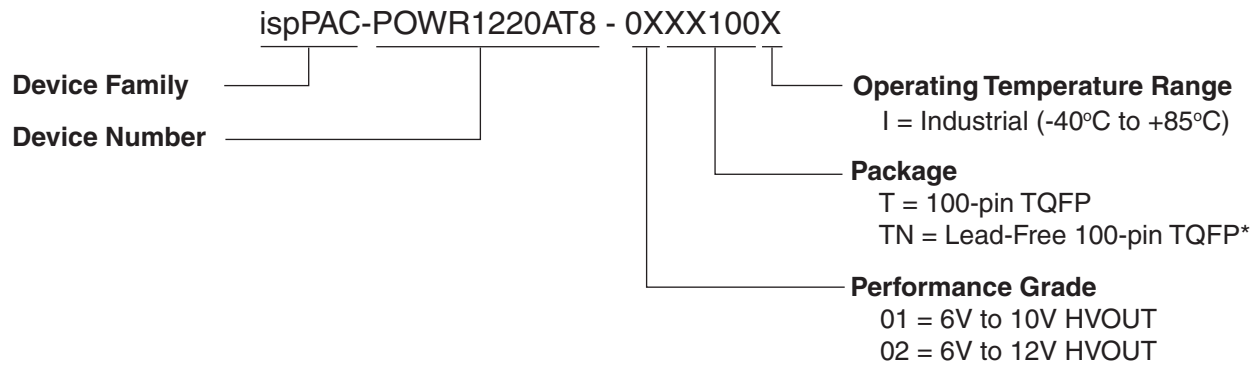 ispPAC-POWR1220AT8 - 0XXX100X
Device Family
Device Number
Operating Temperature Range
I = Industrial (-40°C to +85°C)
Package
T = 100-pin TQFP
TN = Lead-Free 100-pin TQFP*
Performance Grade
01 = 6V to 10V HVOUT
02 = 6V to 12V HVOUT